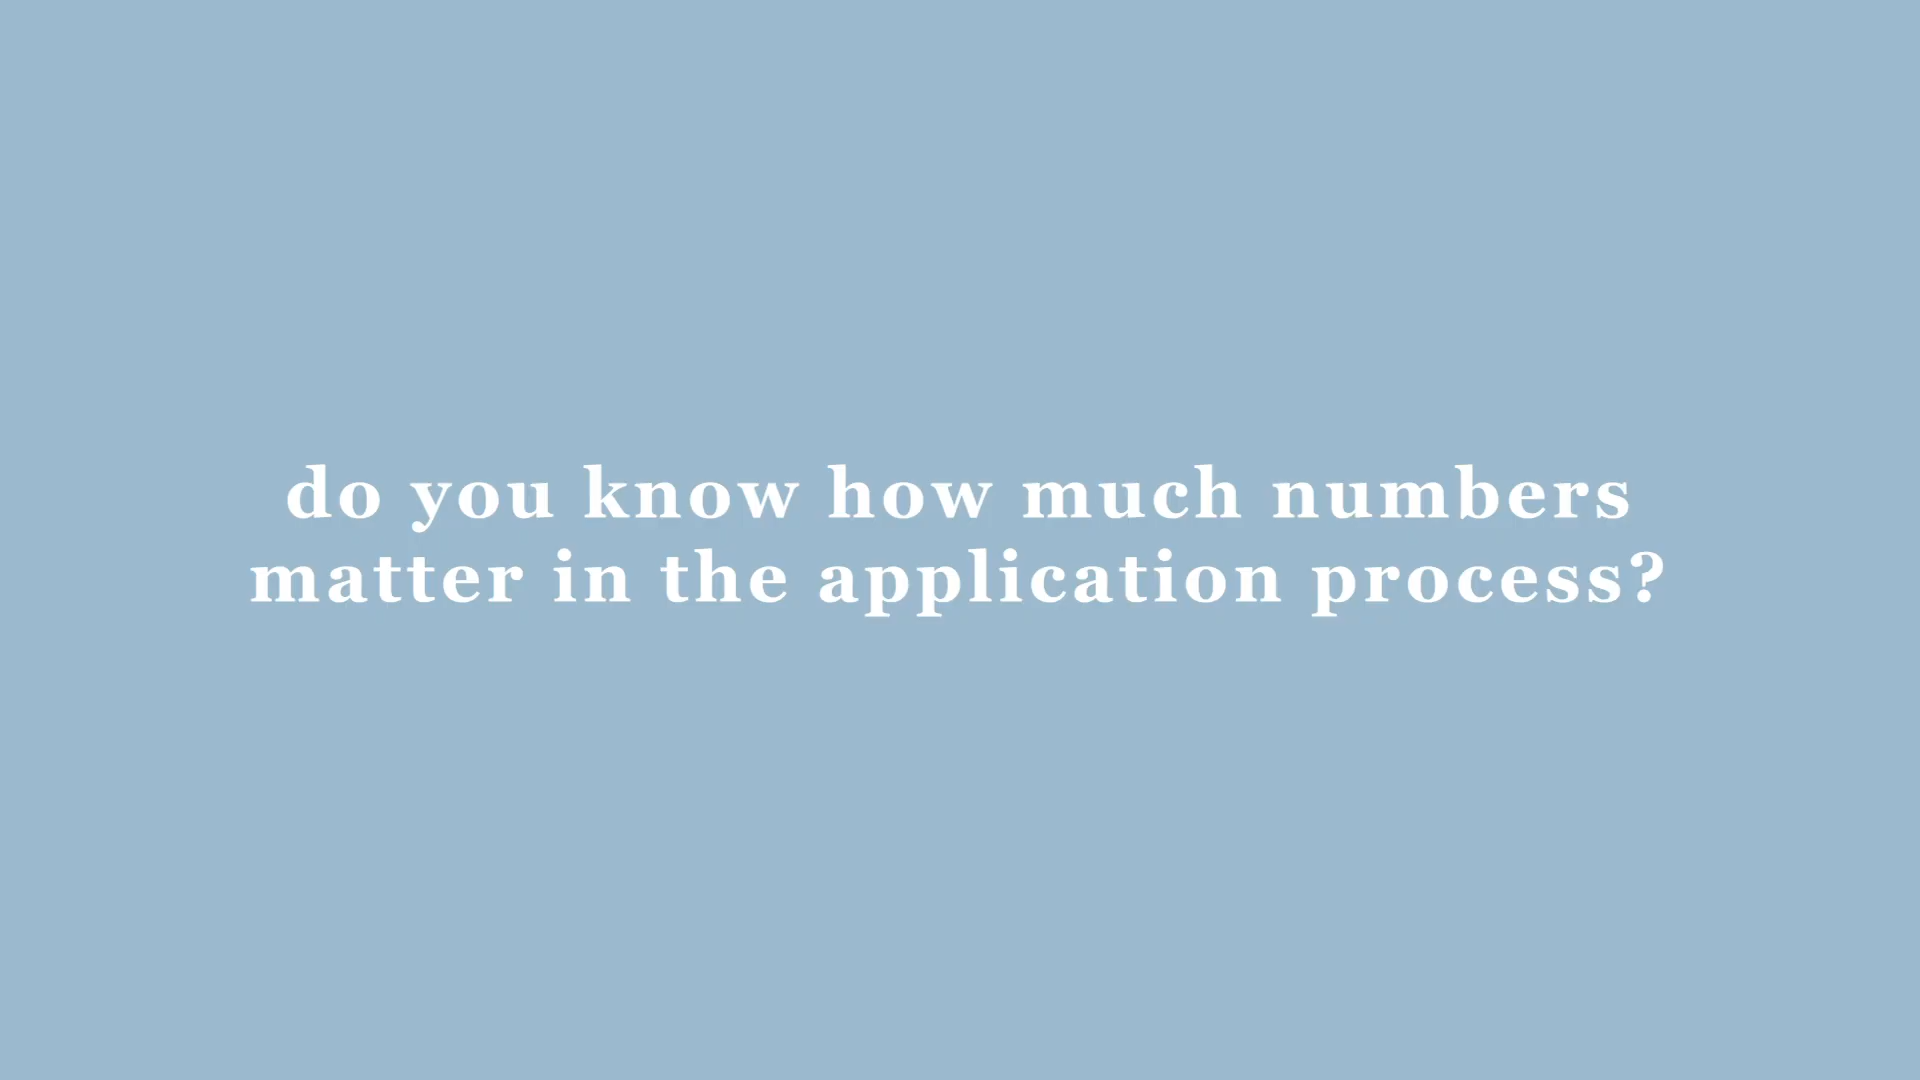 do you know how much numbers
matter in the application process?